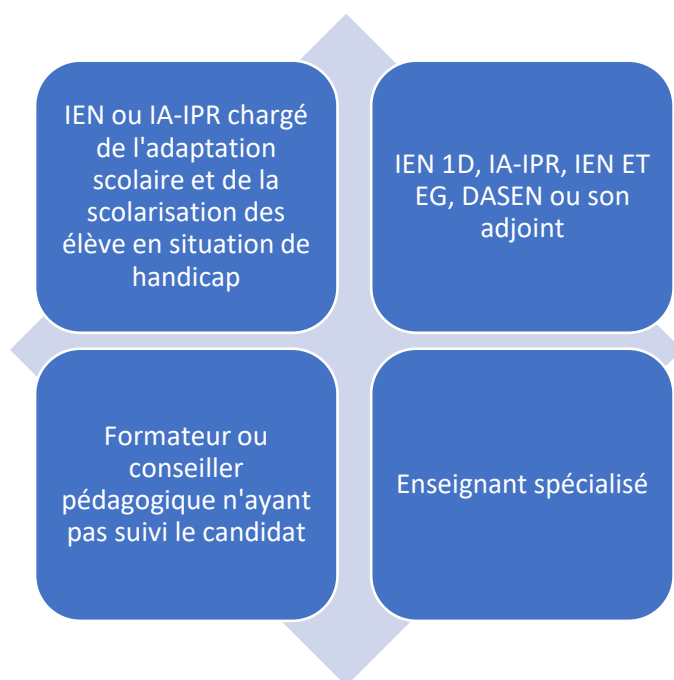 IEN ou IA-IPR chargé
de l'adaptation
scolaire et de la
scolarisation des
élève en situation de
handicap
IEN 1D, IA-IPR, IEN ET
EG, DASEN ou son
adjoint
Formateur ou
conseiller
pédagogique n'ayant
pas suivi le candidat
Enseignant spécialisé